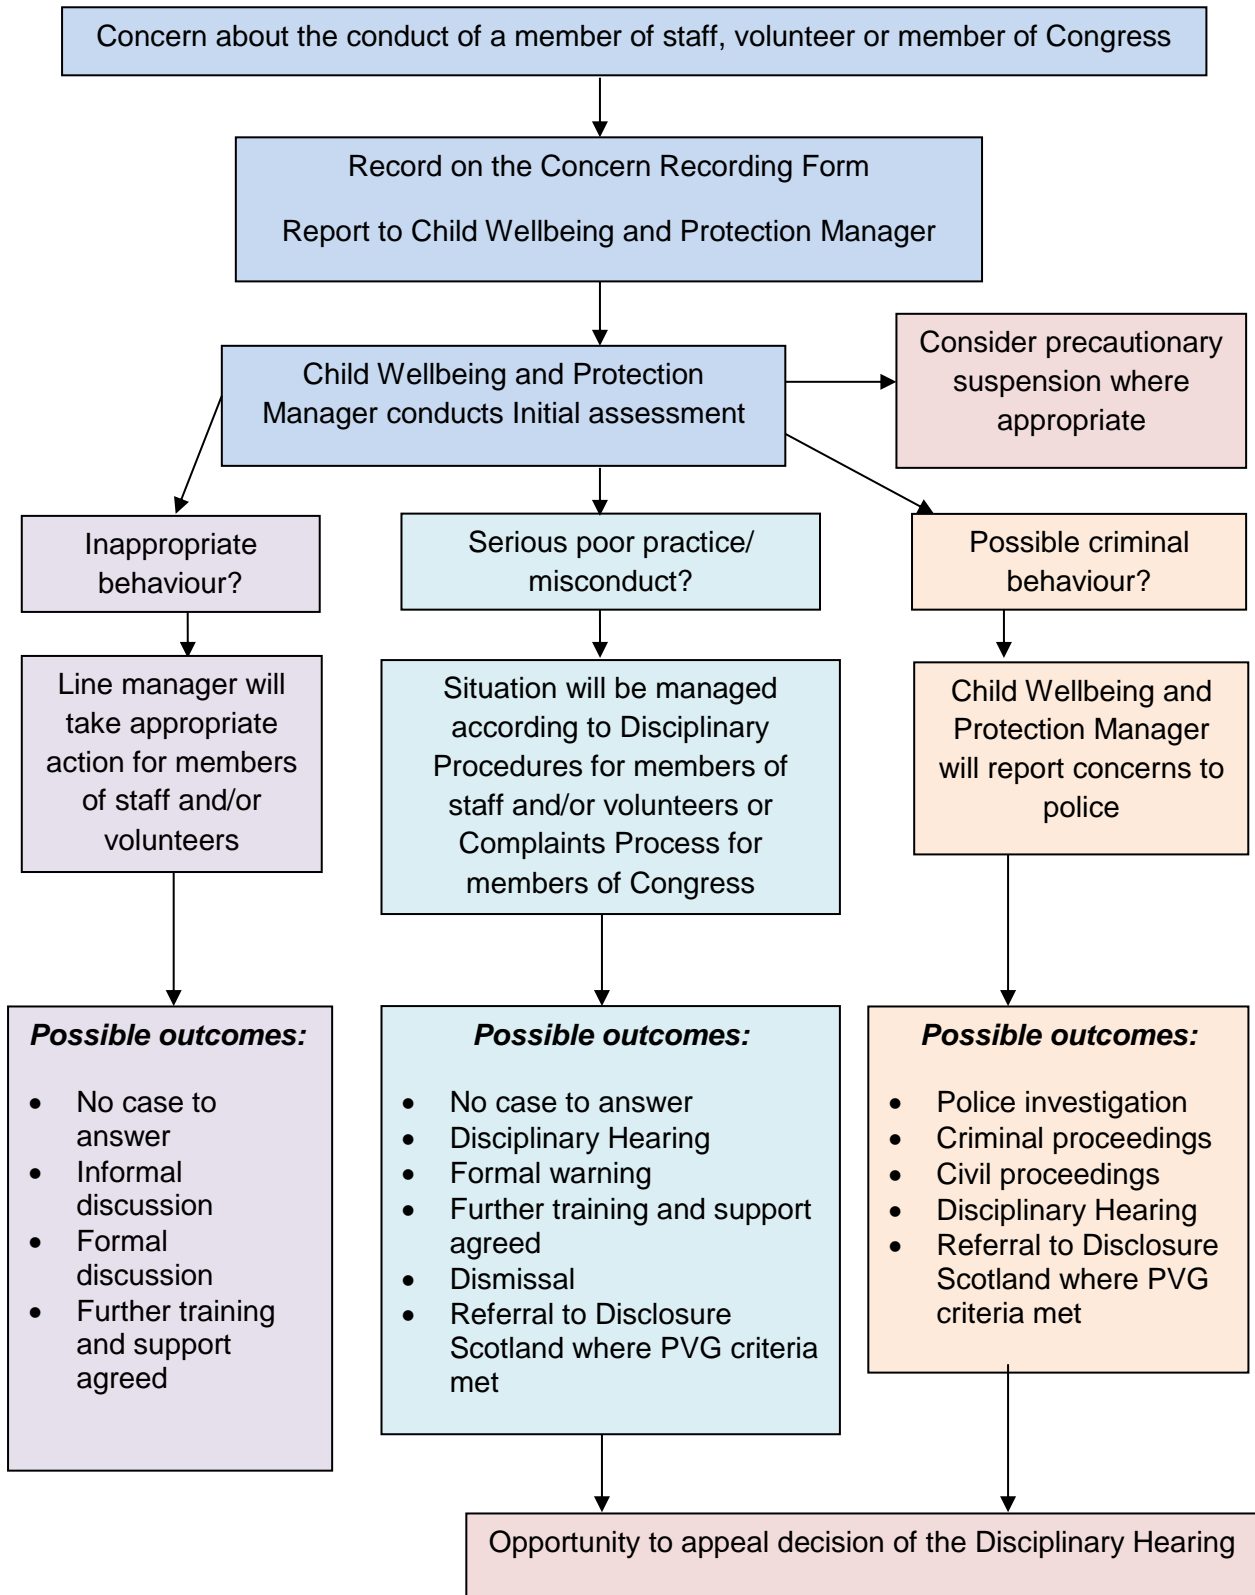 Concern about the conduct of a member of staff, volunteer or member of Congress
Record on the Concern Recording Form
Report to Child Wellbeing and Protection Manager
Child Wellbeing and Protection
Manager conducts Initial assessment
Consider precautionary
suspension where
appropriate
Inappropriate
behaviour?
Serious poor practice/
misconduct?
Possible criminal
behaviour?
Line manager will
take appropriate
action for members
of staff and/or
volunteers
Situation will be managed
according to Disciplinary
Procedures for members of
staff and/or volunteers or
Complaints Process for
members of Congress
Child Wellbeing and
Protection Manager
will report concerns to
police
Possible outcomes:
• No case to
answer
• Informal
discussion
• Formal
discussion
• Further training
and support
agreed
Possible outcomes:
• No case to answer
• Disciplinary Hearing
• Formal warning
• Further training and support
agreed
• Dismissal
• Referral to Disclosure
Scotland where PVG criteria
met
Possible outcomes:
• Police investigation
• Criminal proceedings
• Civil proceedings
• Disciplinary Hearing
• Referral to Disclosure
Scotland where PVG
criteria met
Opportunity to appeal decision of the Disciplinary Hearing